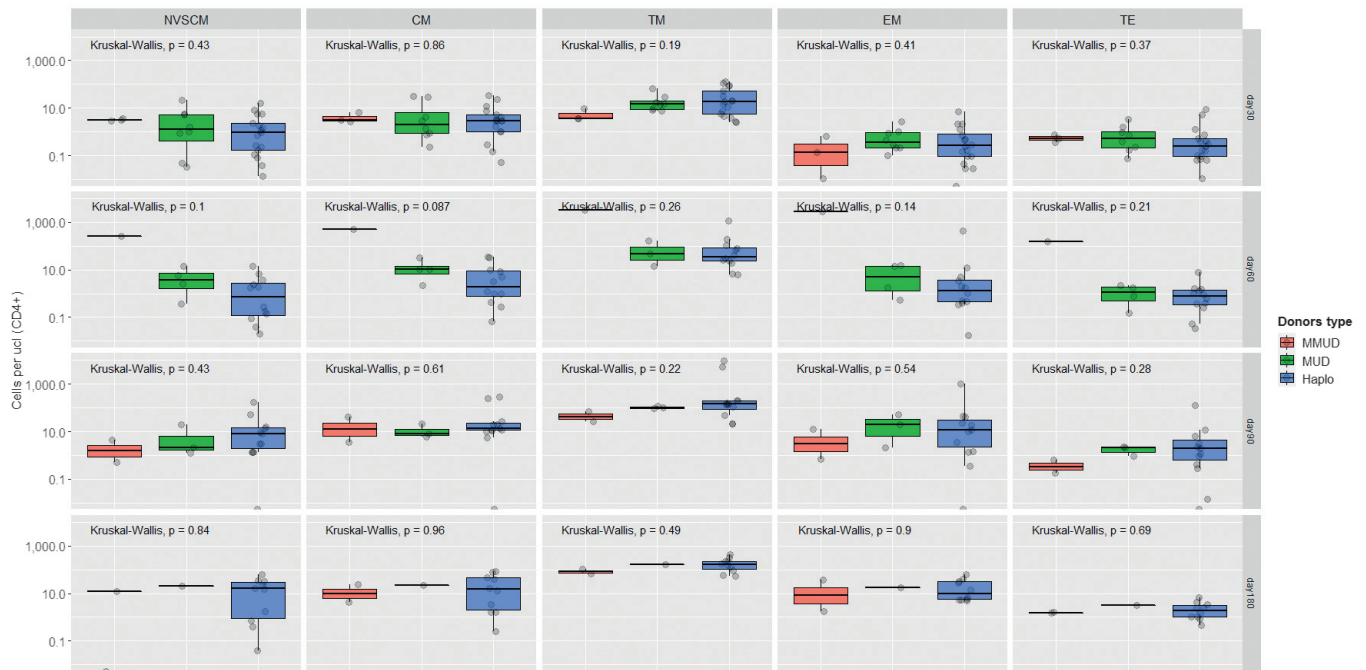 NVSCM CM TM EM TE
Kruskal-Wallis, p = 0.43 Kruskal-Wallis, p = 0.86 Kruskal-Wallis, p = 0.19 Kruskal-Wallis, p = 0.41 Kruskal-Wallis, p = 0.37
1,000.0
10.0
0.1
day30
Kruskal-Wallis, p = 0.1 Kruskal-Wallis, p = 0.087 Kruskal-Wallis, p = 0.26 Kruskal-Wallis, p = 0.14 Kruskal-Wallis, p = 0.21
1,000.0
10.0
0.1
day60
Cells per ucl (CD4+)
Donors type
MMUD
MUD
Haplo
Kruskal-Wallis, p = 0.43 Kruskal-Wallis, p = 0.61 Kruskal-Wallis, p = 0.22 Kruskal-Wallis, p = 0.54 Kruskal-Wallis, p = 0.28
1,000.0
10.0
0.1
day90
Kruskal-Wallis, p = 0.84 Kruskal-Wallis, p = 0.96 Kruskal-Wallis, p = 0.49 Kruskal-Wallis, p = 0.9 Kruskal-Wallis, p = 0.69
1,000.0
10.0
0.1
day180